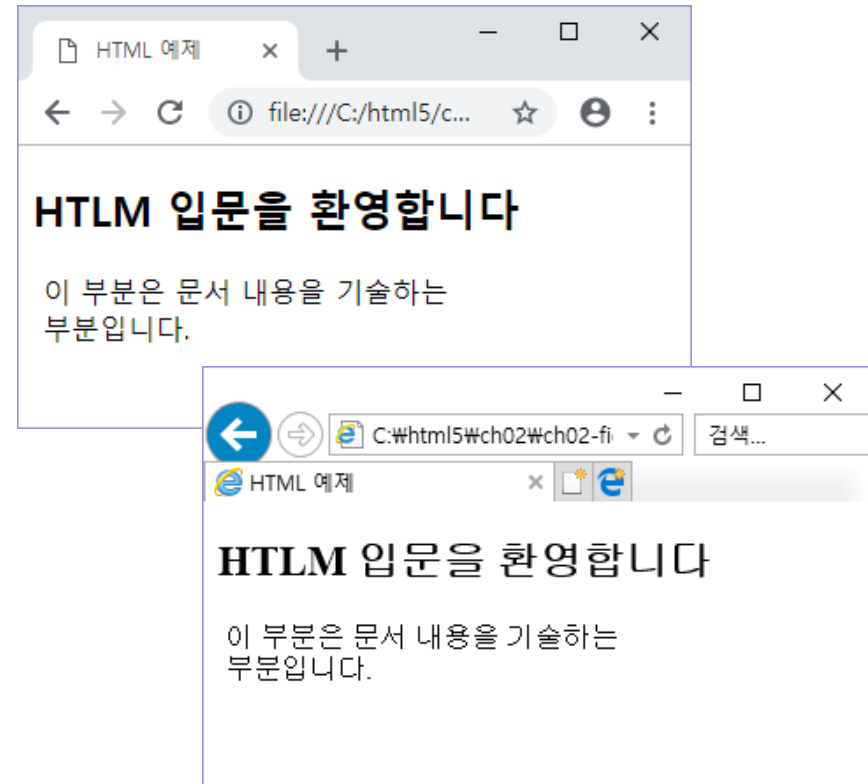 HTML 예제
file:///C:/html5/c...
HTLM 입문을 환영합니다
이 부분은 문서 내용을 기술하는
부분입니다.
C:₩html5₩ch02₩ch02-fi
검색...
HTML 예제
HTLM 입문을 환영합니다
이 부분은 문서 내용을 기술하는
부분입니다.